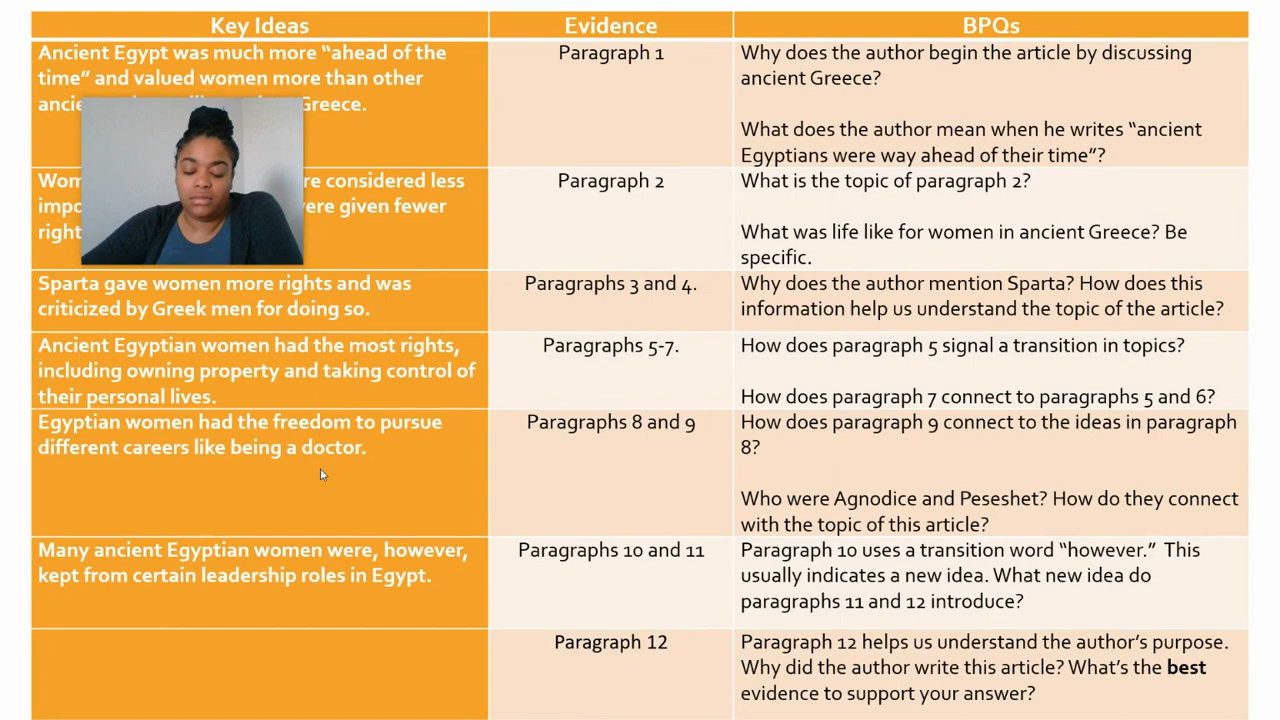 Key Ideas
Evidence
BPQs
Ancient Egypt was much more “ahead of the
time” and valued women more than other
Greece.
Paragraph 1
Why does the author begin the article by discussing
ancient Greece?
What does the author mean when he writes “ancient
Egyptians were way ahead of their time”?
considered less
given fewer
Paragraph 2
What is the topic of paragraph 2?
What was life like for women in ancient Greece? Be
specific.
Sparta gave women more rights and was
criticized by Greek men for doing so.
Paragraphs 3 and 4.
Why does the author mention Sparta? How does this
information help us understand the topic of the article?
Ancient Egyptian women had the most rights,
including owning property and taking control of
their personal lives.
Paragraphs 5-7.
How does paragraph 5 signal a transition in topics?
How does paragraph 7 connect to paragraphs 5 and 6?
Egyptian women had the freedom to pursue
different careers like being a doctor.
Paragraphs 8 and 9
How does paragraph 9 connect to the ideas in paragraph
8?
Who were Agnodice and Peseshet? How do they connect
with the topic of this article?
Many ancient Egyptian women were, however,
kept from certain leadership roles in Egypt.
Paragraphs 10 and 11
Paragraph 10 uses a transition word “however.” This
usually indicates a new idea. What new idea do
paragraphs 11 and 12 introduce?
Paragraph 12
Paragraph 12 helps us understand the author’s purpose.
Why did the author write this article? What’s the best
evidence to support your answer?